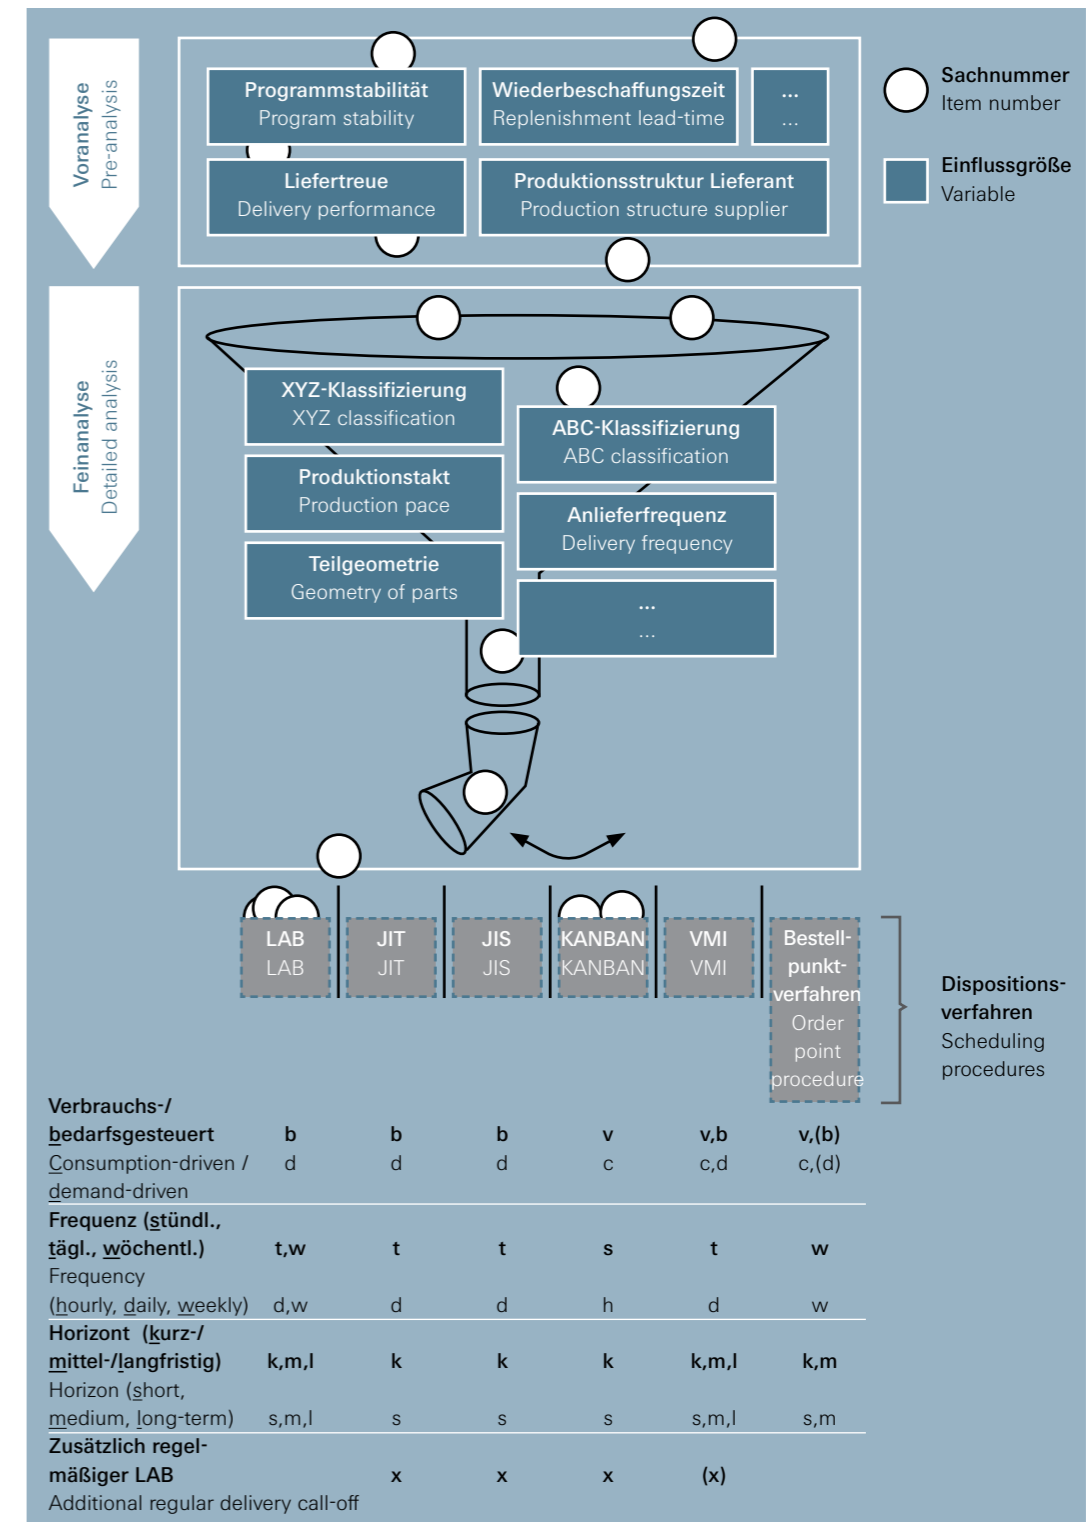 Voranalyse
Pre-analysis
Programmstabilität
Program stability
Wiederbeschaffungszeit
Replenishment lead-time
...
...
Liefertreue
Delivery performance
Produktionsstruktur Lieferant
Production structure supplier
Sachnummer
Item number
Einflussgröße
Variable
Feinanalyse
Detailed analysis
XYZ-Klassifizierung
XYZ classification
ABC-Klassifizierung
ABC classification
Produktionstakt
Production pace
Anlieferfrequenz
Delivery frequency
Teilgeometrie
Geometry of parts
...
...
LAB
LAB
JIT
JIT
JIS
JIS
KANBAN
KANBAN
VMI
VMI
Bestell-
punkt-
verfahren
Order
point
procedure
Dispositions-
verfahren
Scheduling
procedures
Verbrauchs-/
bedarfsgesteuert b b b v v,b v,(b)
Consumption-driven / d d d c c,d c,(d)
demand-driven
Frequenz (stündl.,
tägl., wöchentl.) t,w t t s t w
Frequency
(hourly, daily, weekly) d,w d d h d w
Horizont (kurz-/
mittel-/langfristig) k,m,l k k k k,m,l k,m
Horizon (short,
medium, long-term) s,m,l s s s s,m,l s,m
Zusätzlich regel-
mäßiger LAB x x x (x)
Additional regular delivery call-off